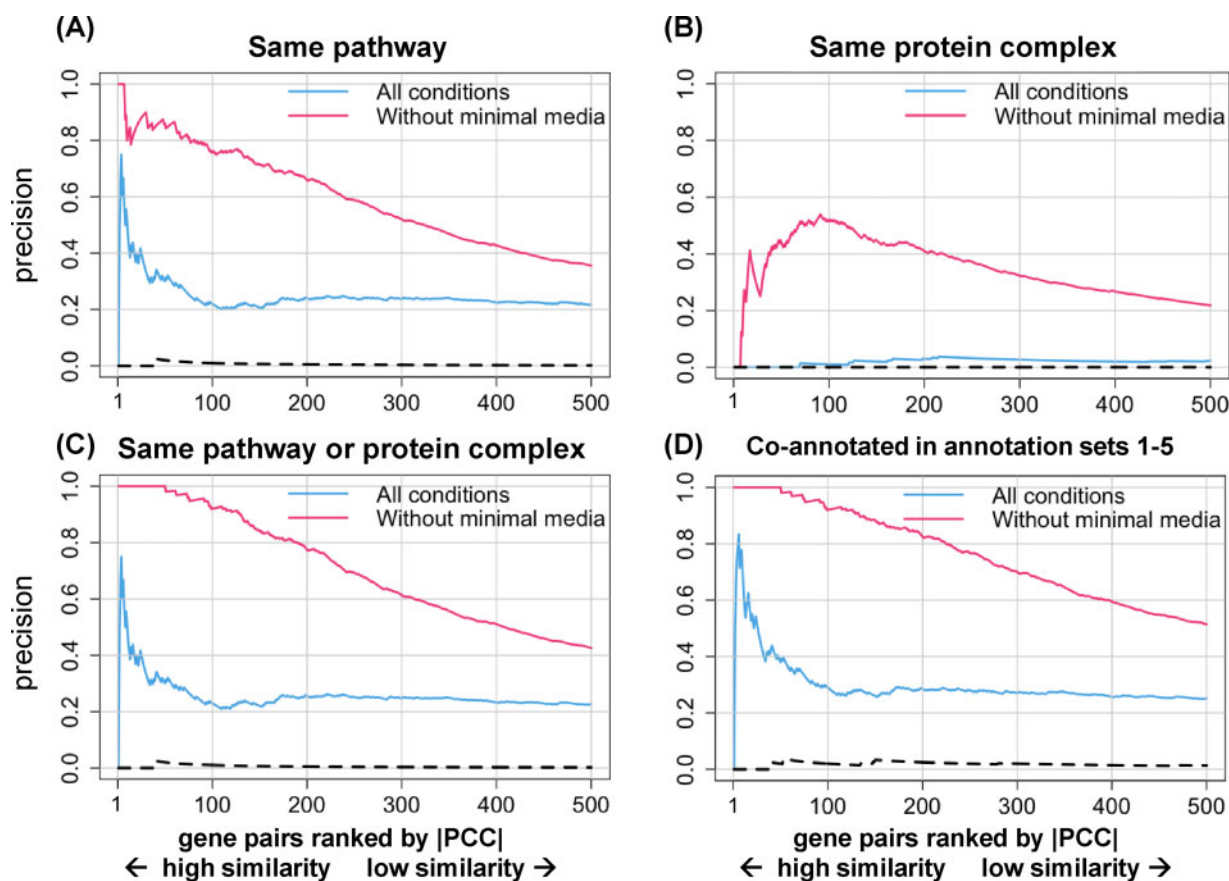 (A)
Same pathway
All conditions
Without minimal media
precision
0.0
0.2
0.4
0.6
0.8
1.0
1
100
200
300
400
500
(B)
Same protein complex
All conditions
Without minimal media
0.0
0.2
0.4
0.6
0.8
1.0
1
100
200
300
400
500
(C)
Same pathway or protein complex
All conditions
Without minimal media
precision
0.0
0.2
0.4
0.6
0.8
1.0
1
100
200
300
400
500
gene pairs ranked by |PCC|
← high similarity low similarity →
(D)
Co-annotated in annotation sets 1-5
All conditions
Without minimal media
0.0
0.2
0.4
0.6
0.8
1.0
1
100
200
300
400
500
gene pairs ranked by |PCC|
← high similarity low similarity →